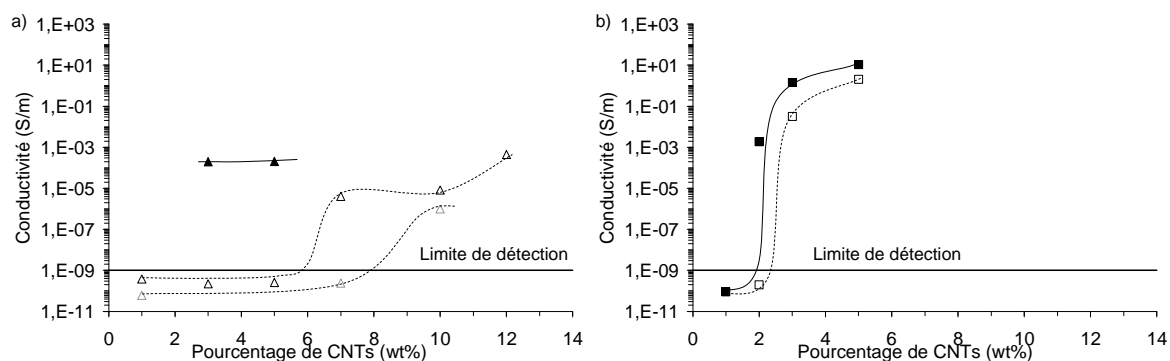 a)
Conductivité (S/m)
1,E+03
1,E+01
1,E-01
1,E-03
1,E-05
1,E-07
1,E-09
1,E-11
Limite de détection
0 2 4 6 8 10 12 14
Pourcentage de CNTs (wt%)
b)
Conductivité (S/m)
1,E+03
1,E+01
1,E-01
1,E-03
1,E-05
1,E-07
1,E-09
1,E-11
Limite de détection
0 2 4 6 8 10 12 14
Pourcentage de CNTs (wt%)